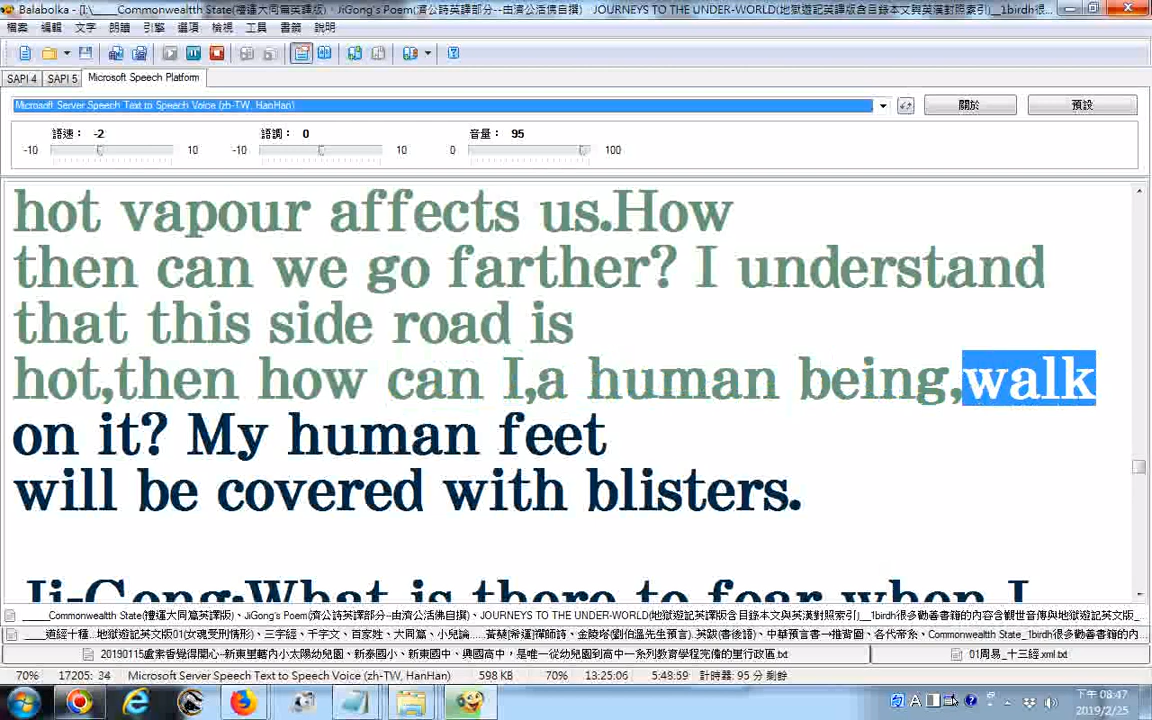 Balabolka - [I:\____Commonwealtth State(禮運大同篇英譯版)、JiGong's Poem(濟公詩英譯部分--由濟公活佛自撰)、JOURNEYS TO THE UNDER-WORLD(地獄遊記英譯版含目錄本文與英漢對照索引)__1birdh很...
檔案 編輯 文字 朗讀 引擎 選項 檢視 工具 書籤 說明
SAPI 4 SAPI 5 Microsoft Speech Platform
Microsoft Server Speech Text to Speech Voice (zh-TW, HanHan) 關於 預設
語速： -2 語調： 0 音量： 95
-10 10 -10 10 0 100
hot vapour affects us.How
then can we go farther? I understand
that this side road is
hot,then how can I,a human being,walk
on it? My human feet
will be covered with blisters.
Ji-Gong:What is there to fear when I
____Commonwealtth State(禮運大同篇英譯版)、JiGong's Poem(濟公詩英譯部分--由濟公活佛自撰)、JOURNEYS TO THE UNDER-WORLD(地獄遊記英譯版含目錄本文與英漢對照索引)__1birdh很多勸善書籍的內容含觀世音傳與地獄遊記英文版_
20190115盧素香覺得開心--新東里轄內小太陽幼兒園、新泰國小、新東國中、興國高中，是唯一從幼兒園到高中一系列教育學程完備的里行政區.txt 01周易_十三經.xml.txt
70% 17205: 34 Microsoft Server Speech Text to Speech Voice (zh-TW, HanHan) 598 KB 70% 13:25:06 5:48:59 計時器: 95 分 剩餘
下午 08:47
2019/2/25